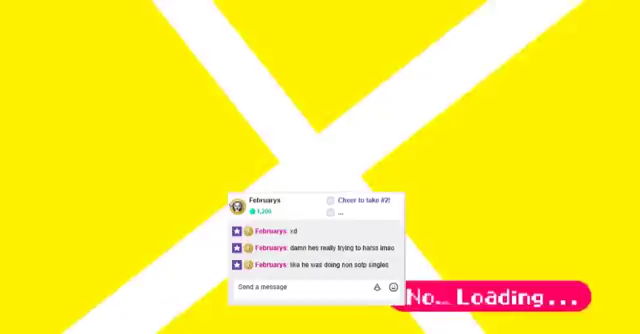 Februarys
1,200
Cheer to take #2!
...
Februarys: xd
Februarys: damn hes really trying to harss lmao
Februarys: like he was doing non sotp singles
Send a message
No… Loading...